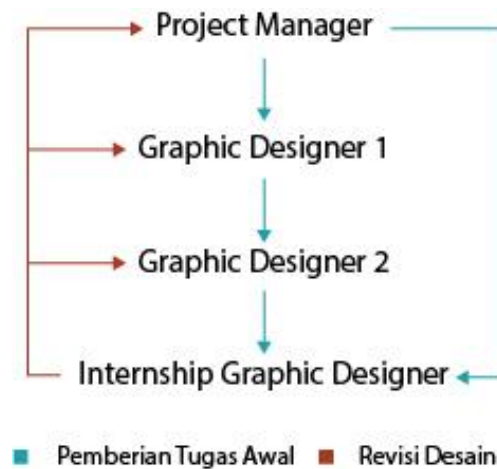 Project Manager
Graphic Designer 1
Graphic Designer 2
Internship Graphic Designer
Pemberian Tugas Awal
Revisi Desain